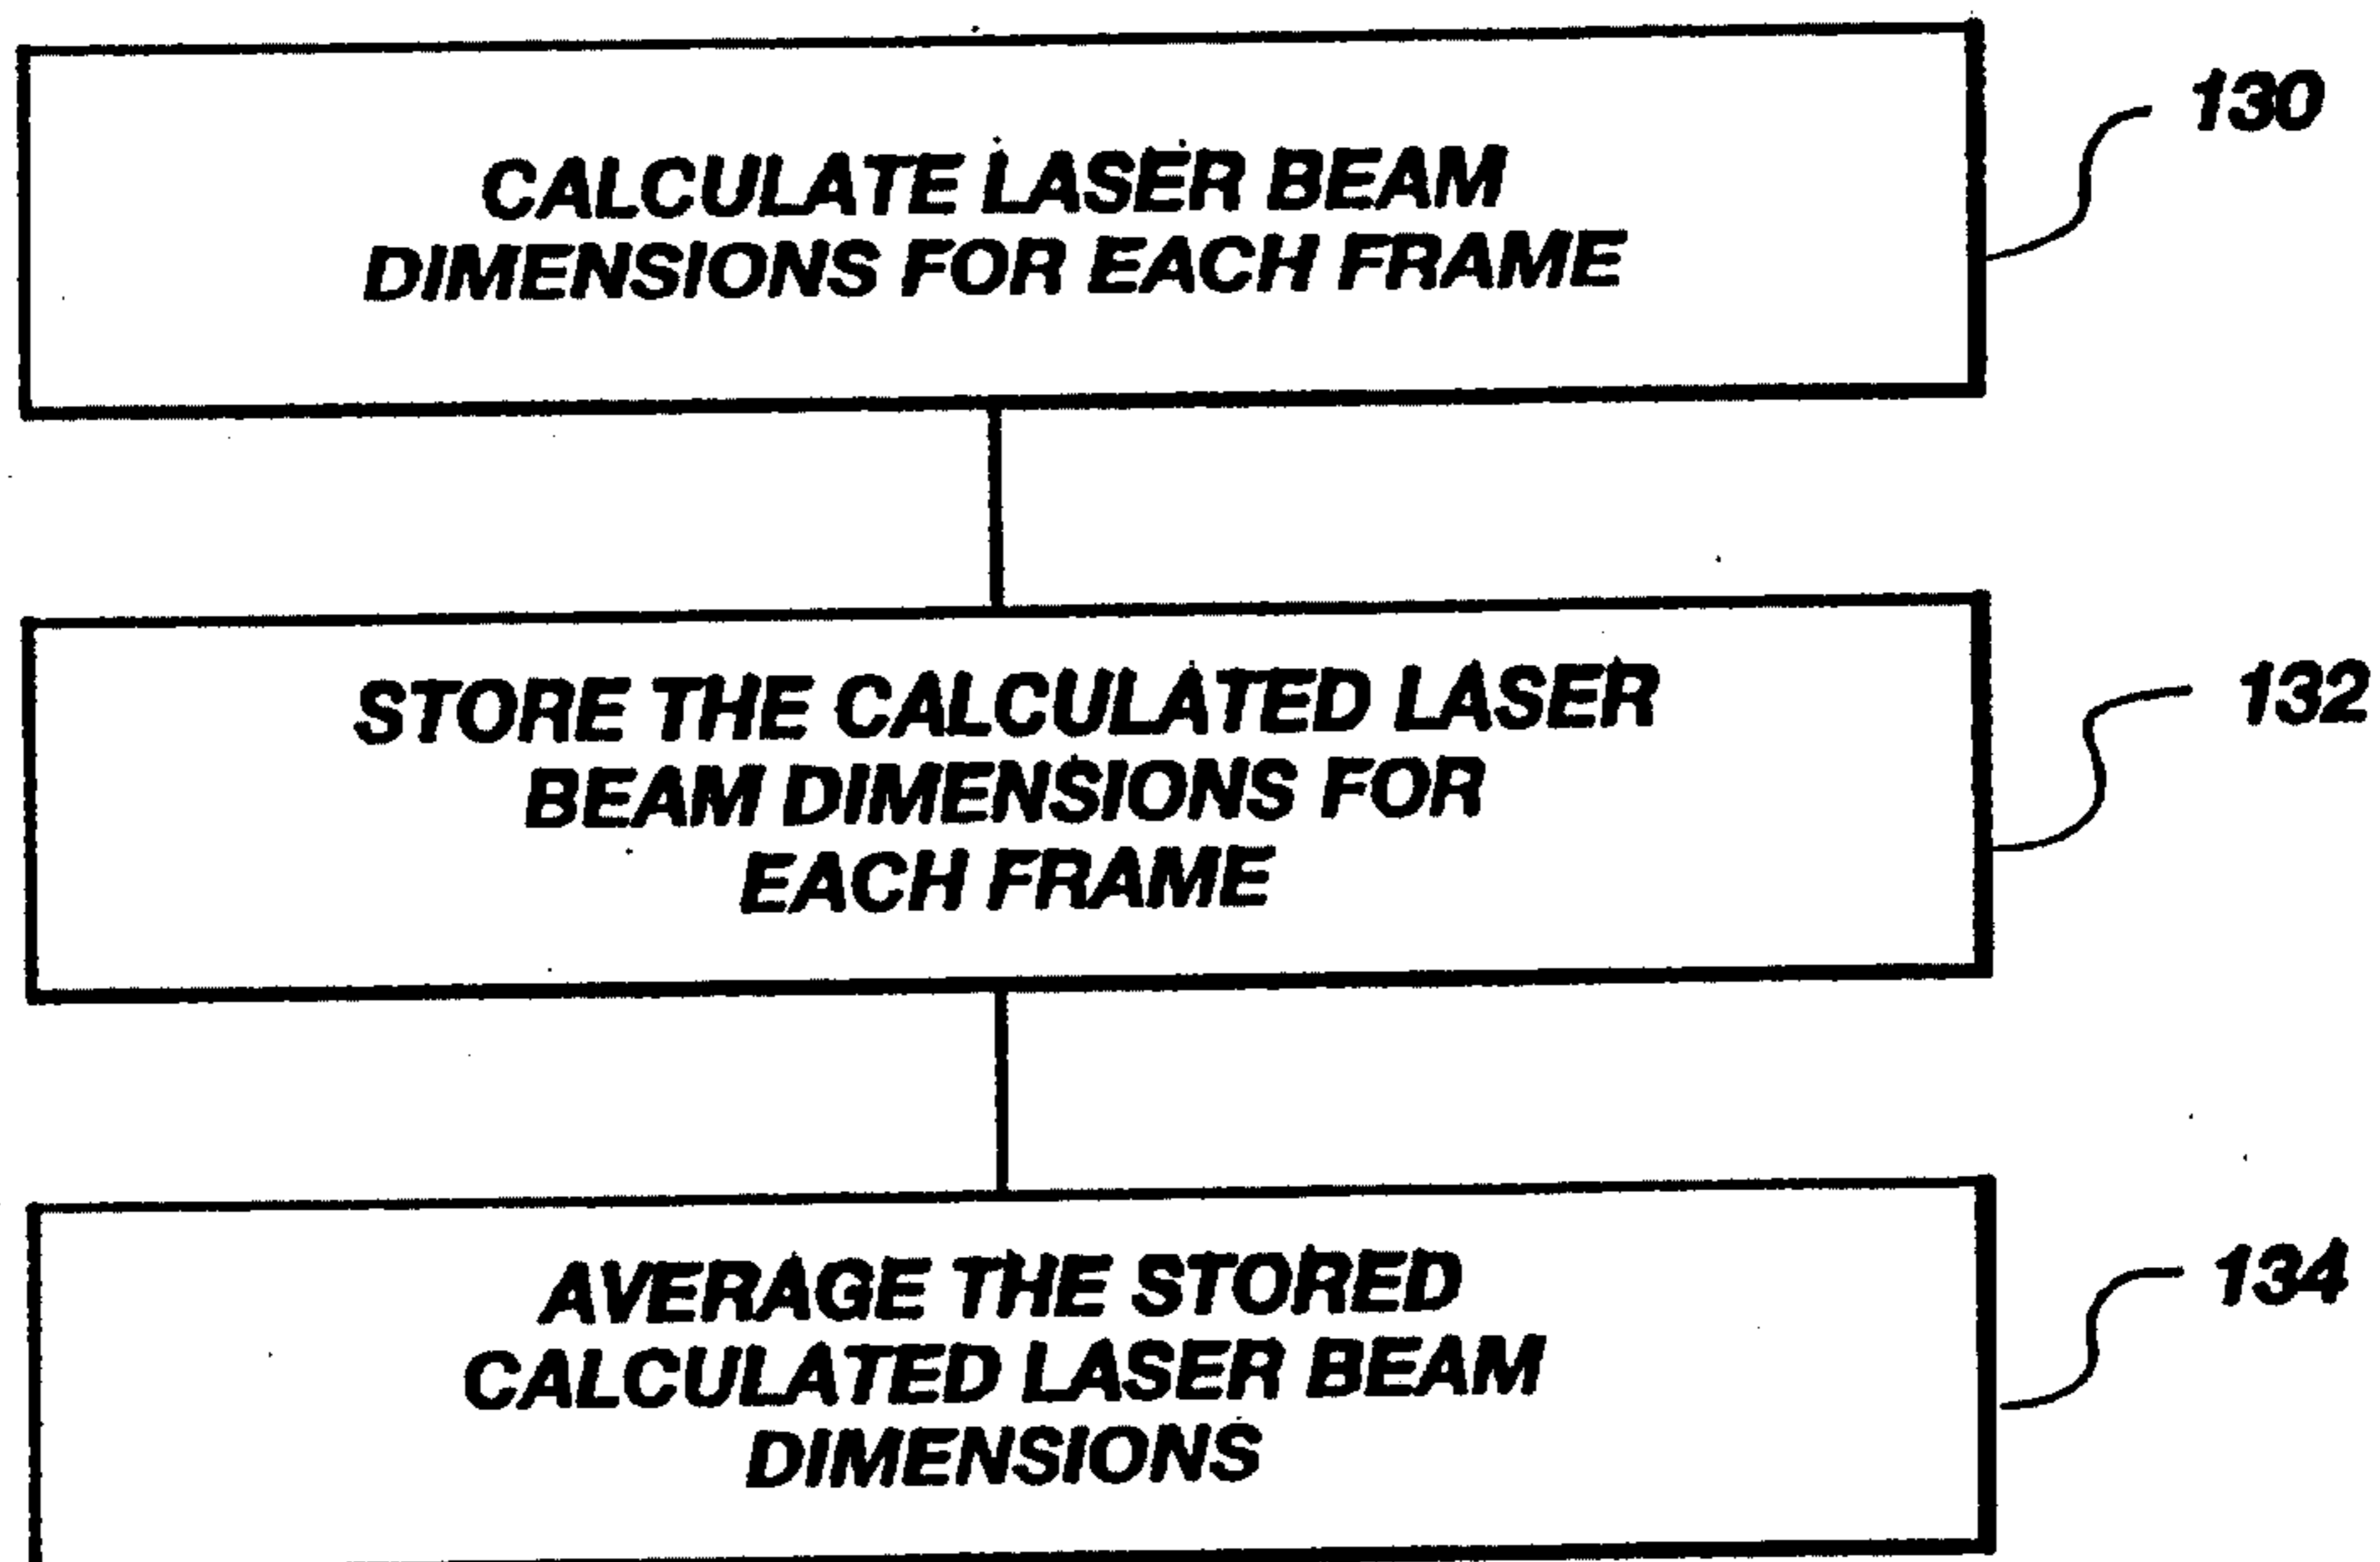 CALCULATE LASER BEAM
DIMENSIONS FOR EACH FRAME
130
STORE THE CALCULATED LASER
BEAM DIMENSIONS FOR
EACH FRAME
132
AVERAGE THE STORED
CALCULATED LASER BEAM
DIMENSIONS
134